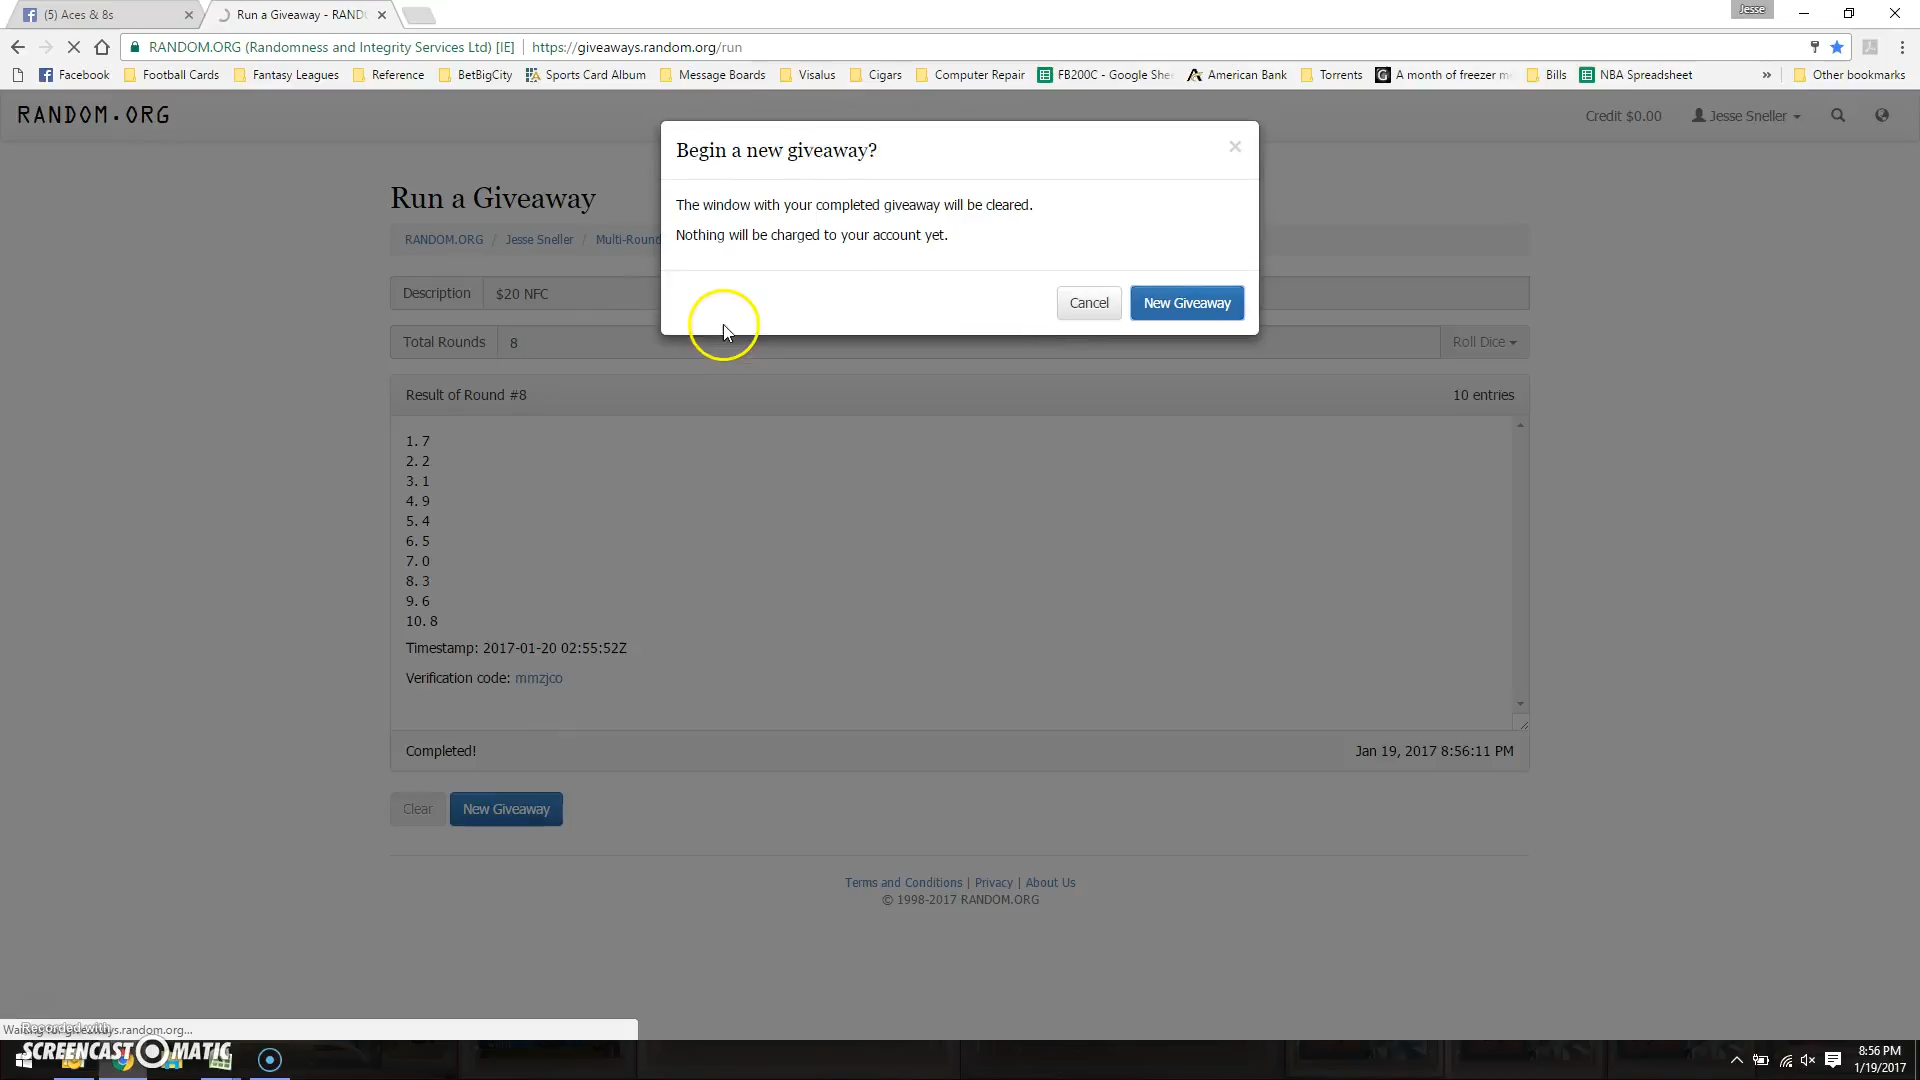 (5) Aces & 8s
Run a Giveaway - RAND
Jesse
RANDOM.ORG (Randomness and Integrity Services Ltd) [IE]
https://giveaways.random.org/run
Facebook
Football Cards
Fantasy Leagues
Reference
BetBigCity
Sports Card Album
Message Boards
Visalus
Cigars
Computer Repair
FB200C - Google She
American Bank
Torrents
A month of freezer m
Bills
NBA Spreadsheet
»
Other bookmarks
RANDOM.ORG
Credit $0.00
Jesse Sneller
Begin a new giveaway?
×
The window with your completed giveaway will be cleared.
Nothing will be charged to your account yet.
Cancel
New Giveaway
Run a Giveaway
RANDOM.ORG / Jesse Sneller / Multi-Round
Description
$20 NFC
Total Rounds
8
Roll Dice
Result of Round #8
10 entries
1. 7
2. 2
3. 1
4. 9
5. 4
6. 5
7. 0
8. 3
9. 6
10. 8
Timestamp: 2017-01-20 02:55:52Z
Verification code: mmzjco
Completed!
Jan 19, 2017 8:56:11 PM
Clear
New Giveaway
Terms and Conditions | Privacy | About Us
© 1998-2017 RANDOM.ORG
Waiting for giveaways.random.org...
Recorded with
SCREENCAST-O-MATIC
8:56 PM
1/19/2017